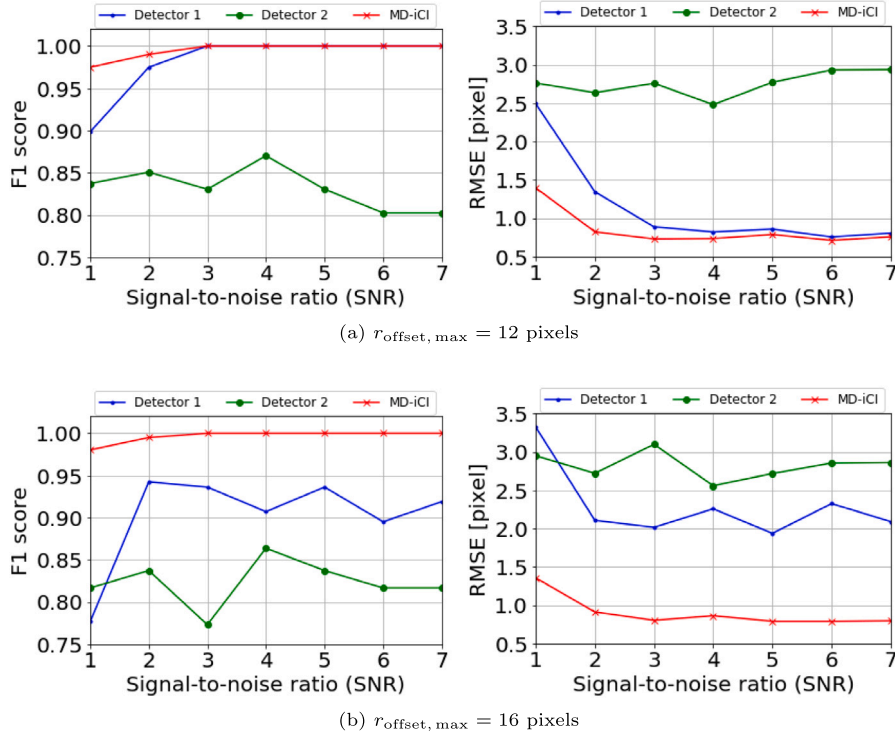 Detector 1 Detector 2 MD-iCI
1.00
0.95
0.90
0.85
0.80
0.75
F1 score
1 2 3 4 5 6 7
Signal-to-noise ratio (SNR)
Detector 1 Detector 2 MD-iCI
3.5
3.0
2.5
2.0
1.5
1.0
0.5
RMSE [pixel]
1 2 3 4 5 6 7
Signal-to-noise ratio (SNR)
(a) r_offset, max = 12 pixels
Detector 1 Detector 2 MD-iCI
1.00
0.95
0.90
0.85
0.80
0.75
F1 score
1 2 3 4 5 6 7
Signal-to-noise ratio (SNR)
Detector 1 Detector 2 MD-iCI
3.5
3.0
2.5
2.0
1.5
1.0
0.5
RMSE [pixel]
1 2 3 4 5 6 7
Signal-to-noise ratio (SNR)
(b) r_offset, max = 16 pixels